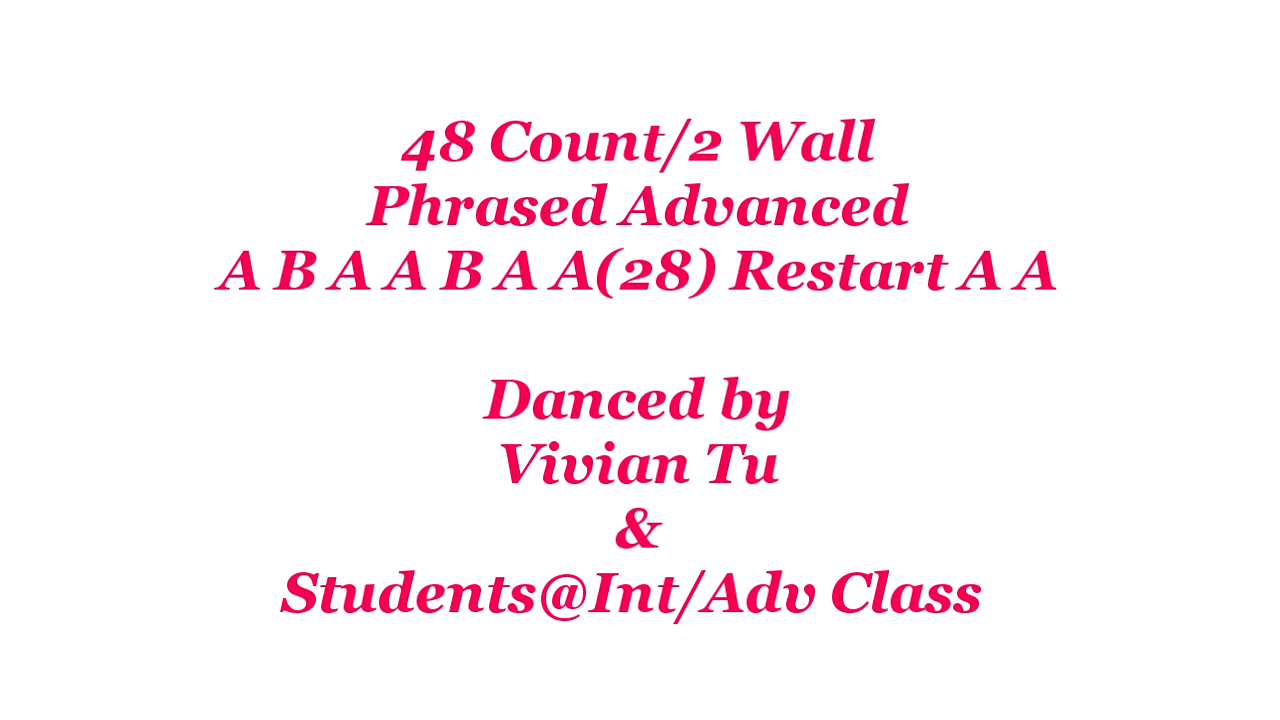 48 Count/2 Wall
Phrased Advanced
A B A A B A A(28) Restart A A
Danced by
Vivian Tu
&
Students@Int/Adv Class